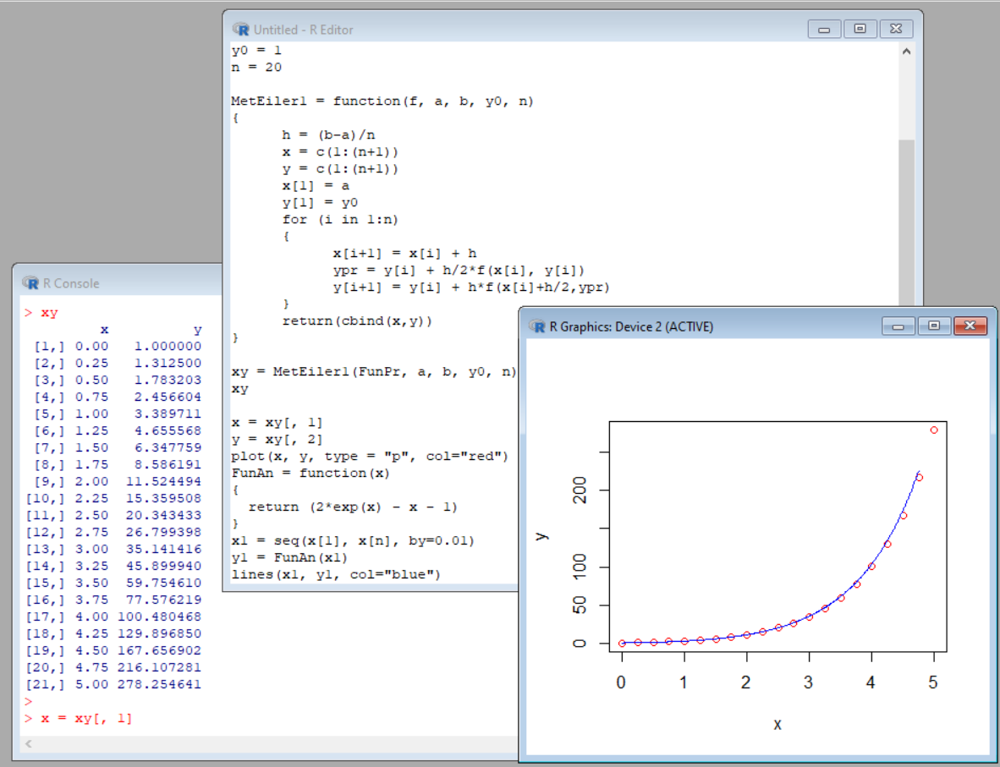 Untitled - R Editor
y0 = 1
n = 20
MetEiler1 = function(f, a, b, y0, n)
{
h = (b-a)/n
x = c(1:(n+1))
y = c(1:(n+1))
x[1] = a
y[1] = y0
for (i in 1:n)
{
x[i+1] = x[i] + h
ypr = y[i] + h/2*f(x[i], y[i])
y[i+1] = y[i] + h*f(x[i]+h/2,ypr)
}
return(cbind(x,y))
}
xy = MetEiler1(FunPr, a, b, y0, n)
xy
x = xy[, 1]
y = xy[, 2]
plot(x, y, type = "p", col="red")
FunAn = function(x)
{
return (2*exp(x) - x - 1)
}
x1 = seq(x[1], x[n], by=0.01)
y1 = FunAn(x1)
lines(x1, y1, col="blue")
R Console
> xy
x y
[1,] 0.00 1.000000
[2,] 0.25 1.312500
[3,] 0.50 1.783203
[4,] 0.75 2.456604
[5,] 1.00 3.389711
[6,] 1.25 4.655568
[7,] 1.50 6.347759
[8,] 1.75 8.586191
[9,] 2.00 11.524494
[10,] 2.25 15.359508
[11,] 2.50 20.343433
[12,] 2.75 26.799398
[13,] 3.00 35.141416
[14,] 3.25 45.899940
[15,] 3.50 59.754610
[16,] 3.75 77.576219
[17,] 4.00 100.480468
[18,] 4.25 129.896850
[19,] 4.50 167.656902
[20,] 4.75 216.107281
[21,] 5.00 278.254641
>
> x = xy[, 1]
R Graphics: Device 2 (ACTIVE)
200
100
50
0
y
0 1 2 3 4 5
x